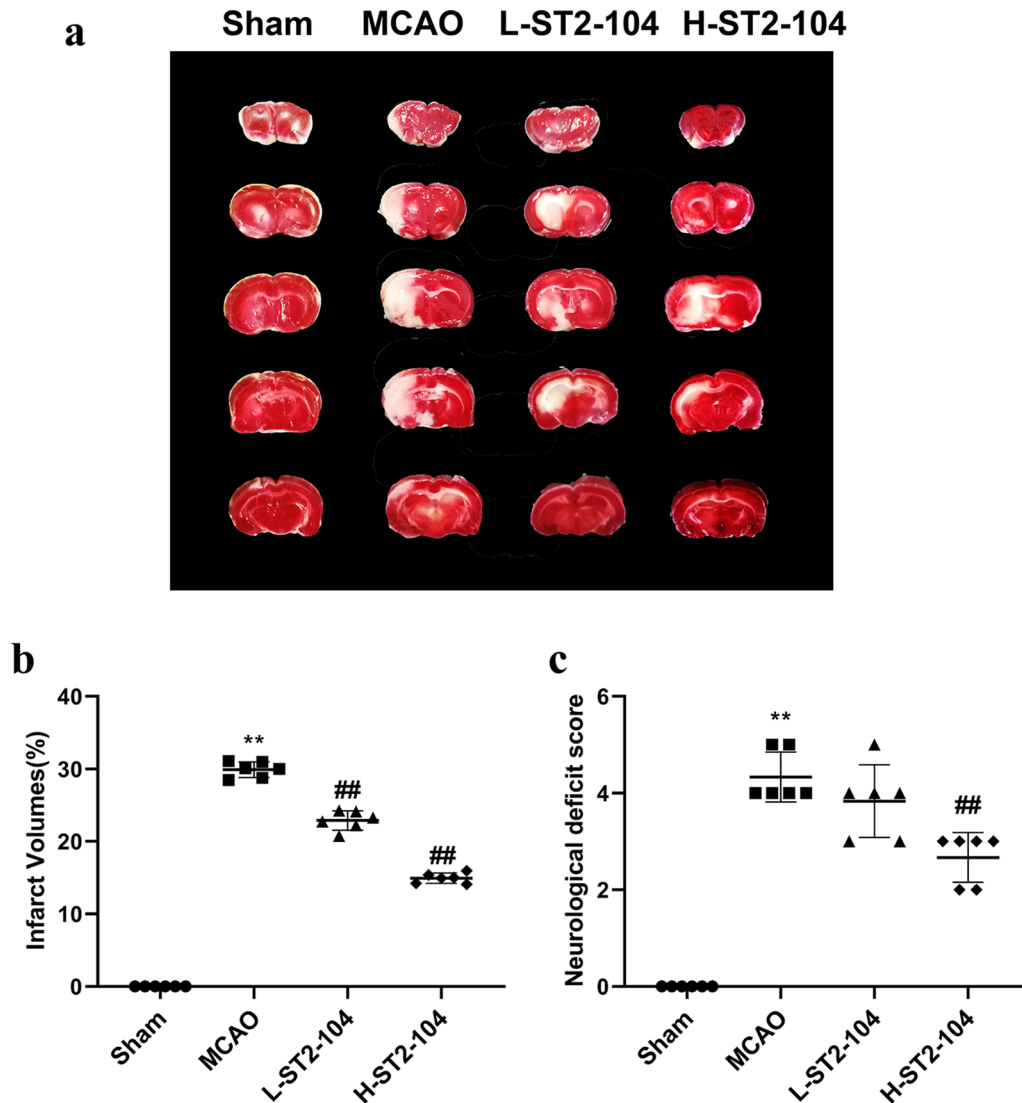 a
Sham MCAO L-ST2-104 H-ST2-104
b
Infarct Volumes(%)
40
30
20
10
0
**
##
##
Sham
MCAO
L-ST2-104
H-ST2-104
c
Neurological deficit score
6
4
2
0
**
##
Sham
MCAO
L-ST2-104
H-ST2-104